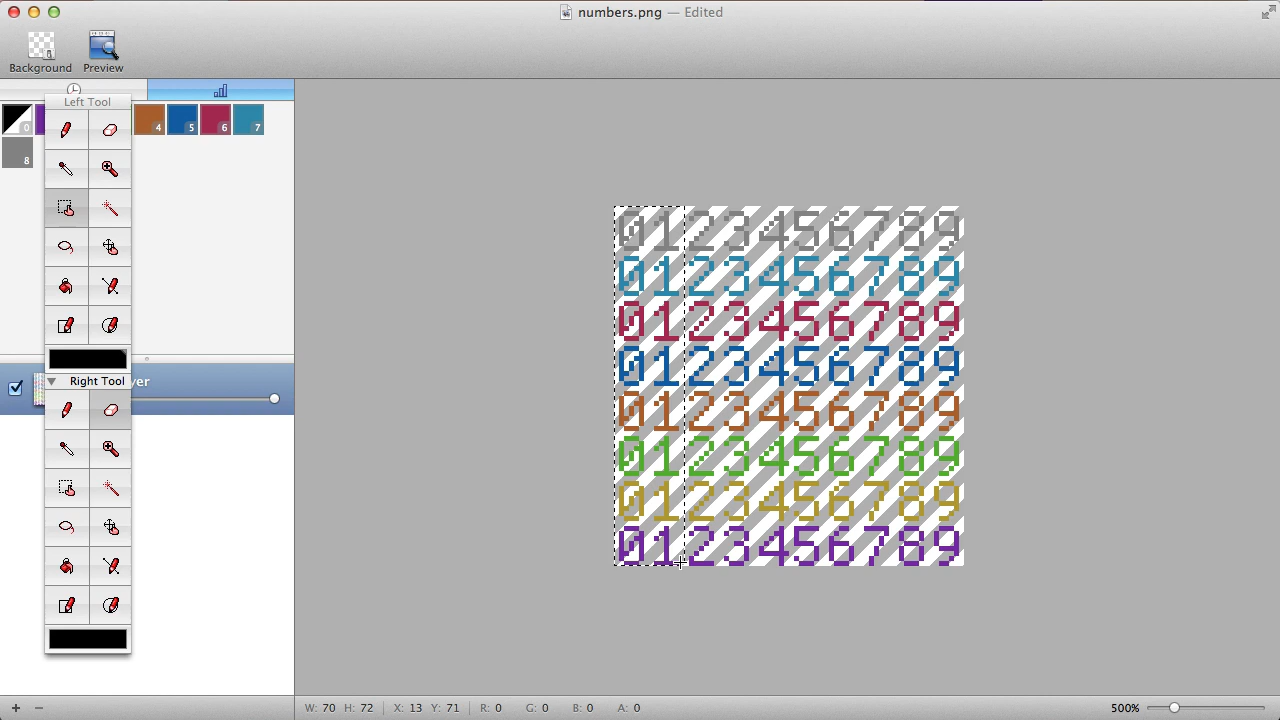 numbers.png — Edited
Background
Preview
Left Tool
0
4
5
6
7
8
Right Tool
yer
0123456789
0123456789
0123456789
0123456789
0123456789
0123456789
0123456789
0123456789
W: 70 H: 72 X: 13 Y: 71 R: 0 G: 0 B: 0 A: 0
500%